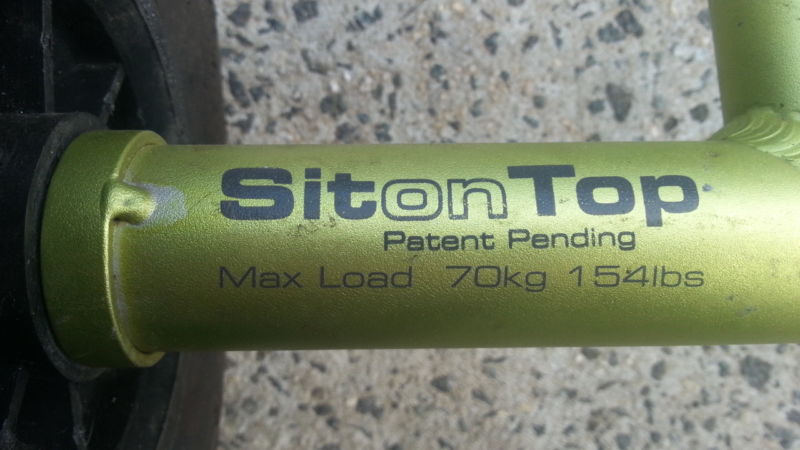 SitonTop
Patent Pending
Max Load 70kg 154lbs